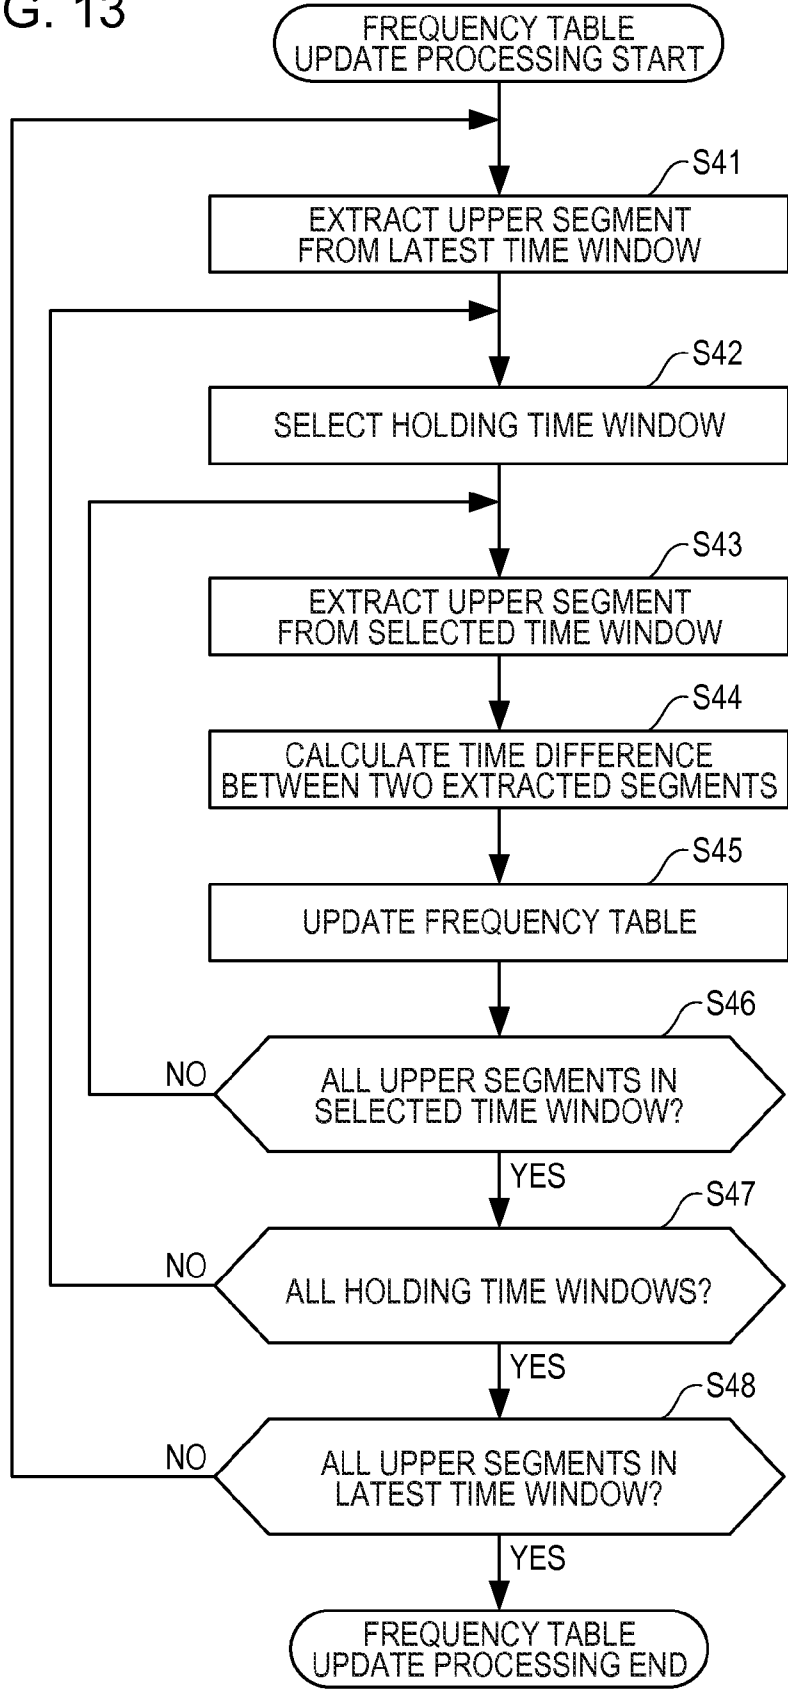 G. 13
FREQUENCY TABLE
UPDATE PROCESSING START
S41
EXTRACT UPPER SEGMENT
FROM LATEST TIME WINDOW
S42
SELECT HOLDING TIME WINDOW
S43
EXTRACT UPPER SEGMENT
FROM SELECTED TIME WINDOW
S44
CALCULATE TIME DIFFERENCE
BETWEEN TWO EXTRACTED SEGMENTS
S45
UPDATE FREQUENCY TABLE
S46
NO
ALL UPPER SEGMENTS IN
SELECTED TIME WINDOW?
YES
S47
NO
ALL HOLDING TIME WINDOWS?
YES
S48
NO
ALL UPPER SEGMENTS IN
LATEST TIME WINDOW?
YES
FREQUENCY TABLE
UPDATE PROCESSING END